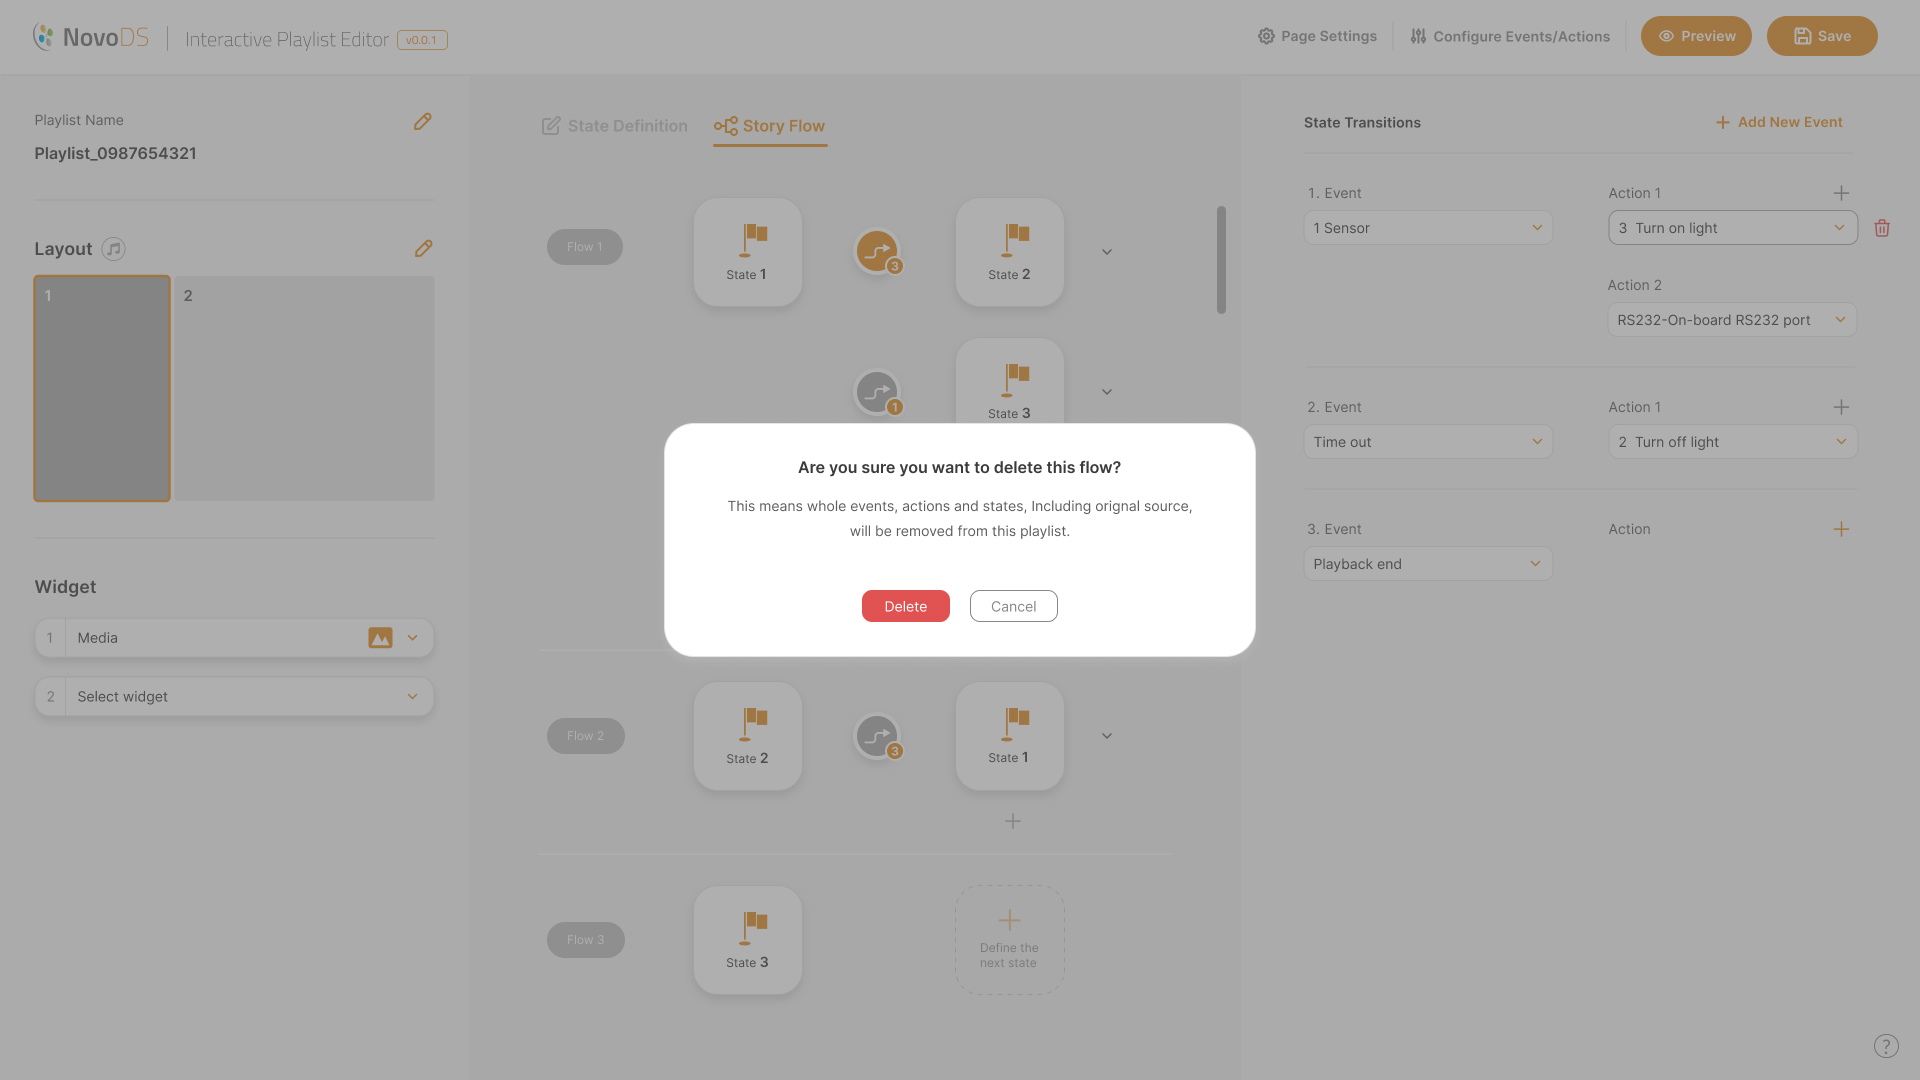 NovoDS
Interactive Playlist Editor v0.0.1
Page Settings
Configure Events/Actions
Preview
Save
Playlist Name
Playlist_0987654321
Layout
1
2
Widget
1 Media
2 Select widget
State Definition
Story Flow
Flow 1
State 1
3
State 2
1
State 3
Flow 2
State 2
3
State 1
Flow 3
State 3
Define the
next state
State Transitions
Add New Event
1. Event
Action 1
1 Sensor
3 Turn on light
Action 2
RS232-On-board RS232 port
2. Event
Action 1
Time out
2 Turn off light
3. Event
Action
Playback end
Are you sure you want to delete this flow?
This means whole events, actions and states, Including orignal source,
will be removed from this playlist.
Delete
Cancel
?